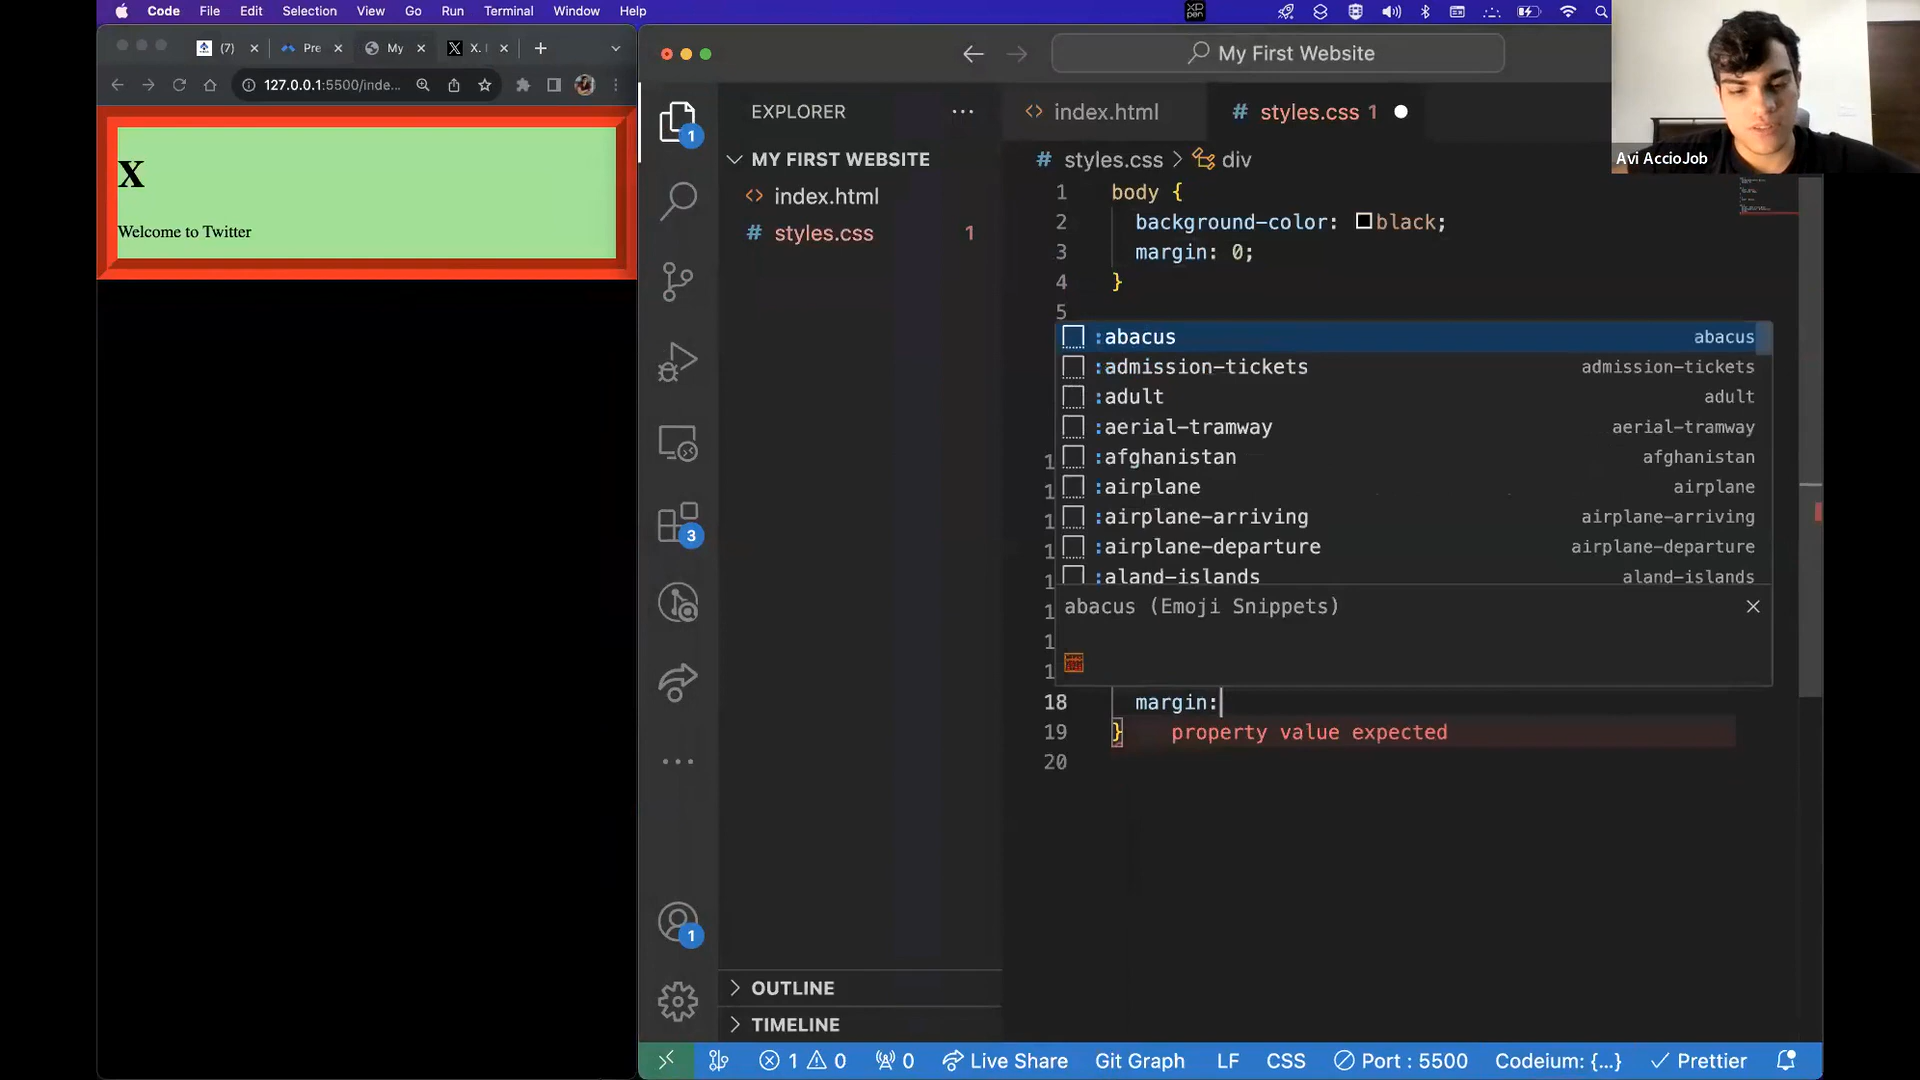 Code File Edit Selection View Go Run Terminal Window Help
XD pen
(7) Pre My X. I
127.0.0.1:5500/inde...
X
Welcome to Twitter
My First Website
EXPLORER
MY FIRST WEBSITE
<> index.html
# styles.css 1
OUTLINE
TIMELINE
1
3
1
<> index.html # styles.css 1
# styles.css > div
1 body {
2 background-color: black;
3 margin: 0;
4 }
5
:abacus abacus
:admission-tickets admission-tickets
:adult adult
:aerial-tramway aerial-tramway
:afghanistan afghanistan
:airplane airplane
:airplane-arriving airplane-arriving
:airplane-departure airplane-departure
:aland-islands aland-islands
abacus (Emoji Snippets)
18 margin:
19 } property value expected
20
Avi AccioJob
1 0 0 Live Share Git Graph LF CSS Port : 5500 Codeium: {...} Prettier